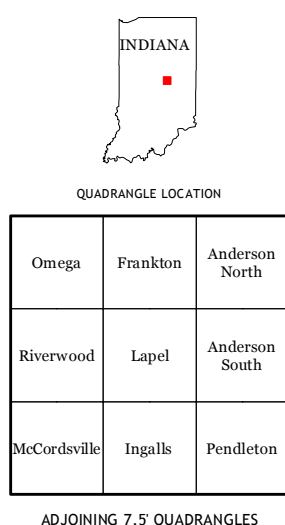 INDIANA
QUADRANGLE LOCATION
Omega
Frankton
Anderson
North
Riverwood
Lapel
Anderson
South
McCordsville
Ingalls
Pendleton
ADJOINING 7.5' QUADRANGLES